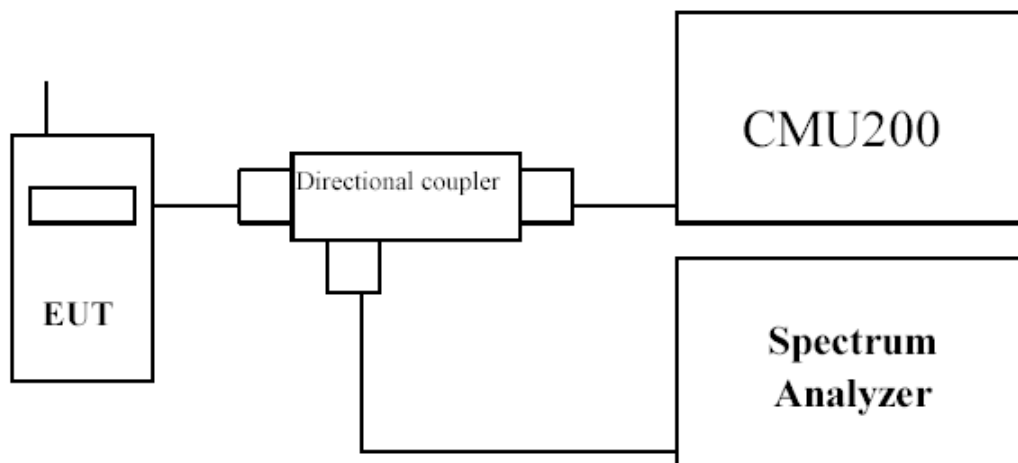 CMU200
Directional coupler
EUT
Spectrum
Analyzer